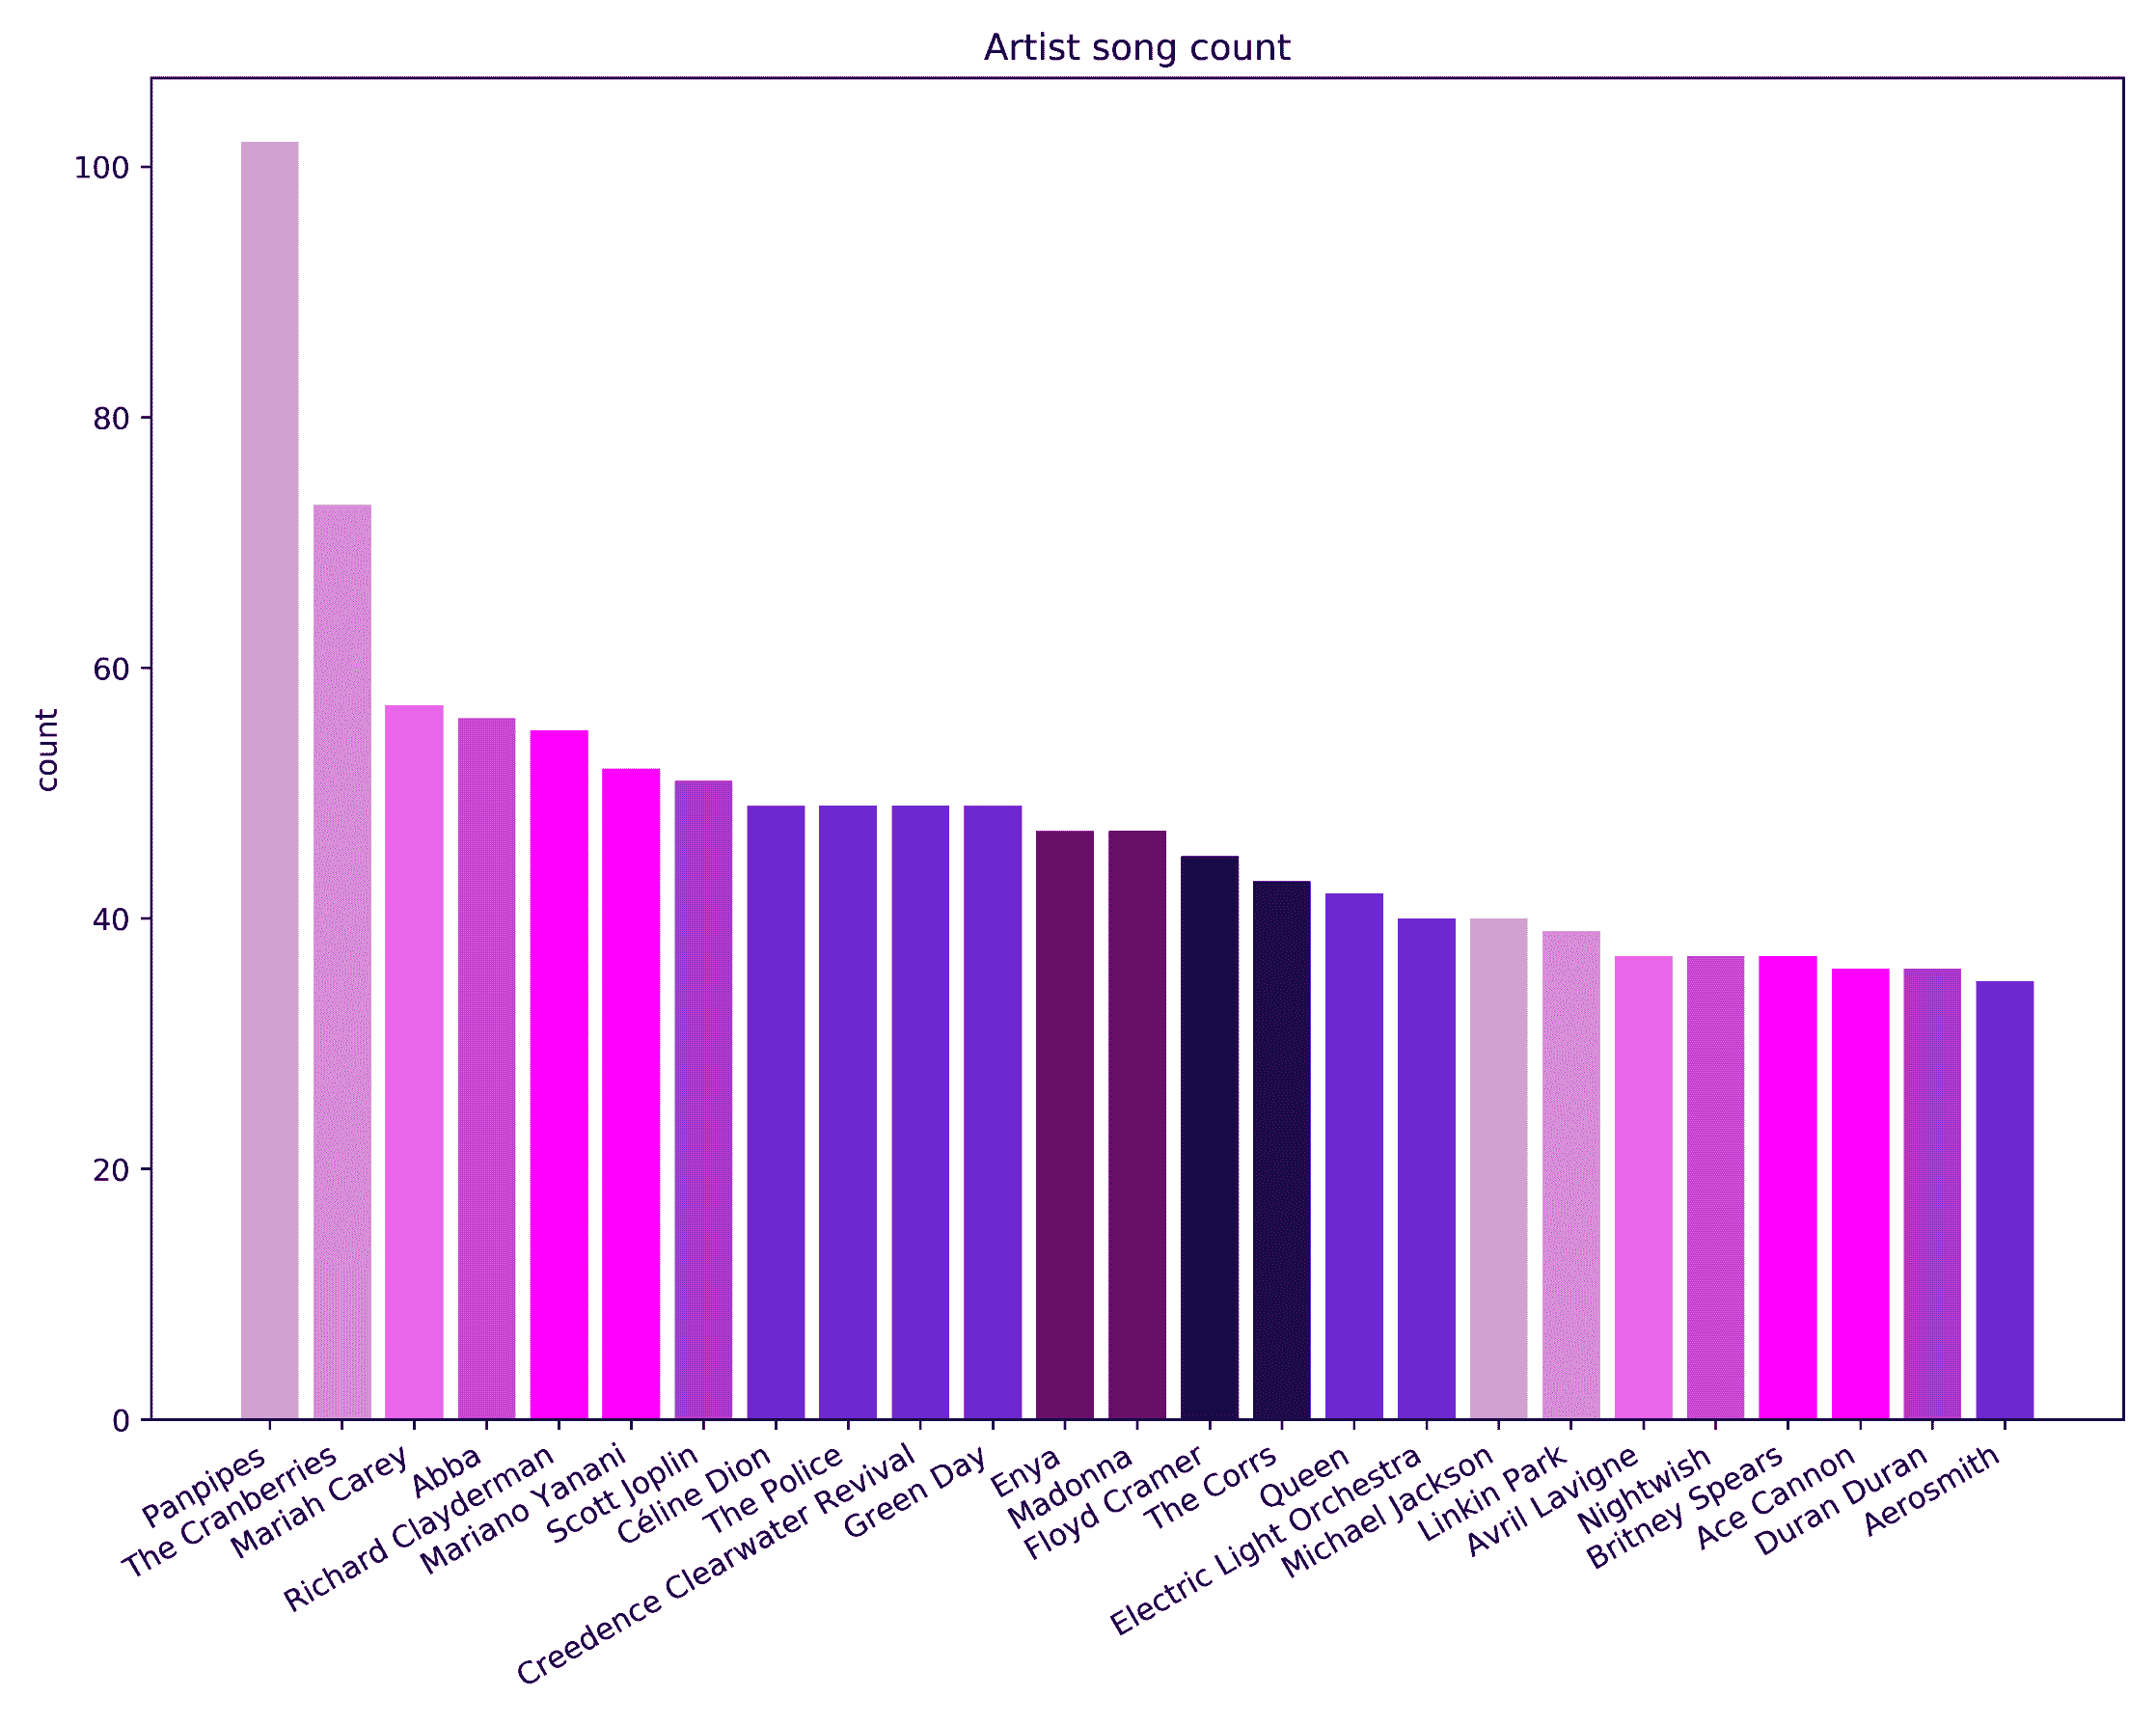 Artist song count
count
100
80
60
40
20
0
Panpipes
The Cranberries
Mariah Carey
Abba
Richard Clayderman
Mariano Yanani
Scott Joplin
Céline Dion
The Police
Creedence Clearwater Revival
Green Day
Enya
Madonna
Floyd Cramer
The Corrs
Queen
Electric Light Orchestra
Michael Jackson
Linkin Park
Avril Lavigne
Nightwish
Britney Spears
Ace Cannon
Duran Duran
Aerosmith